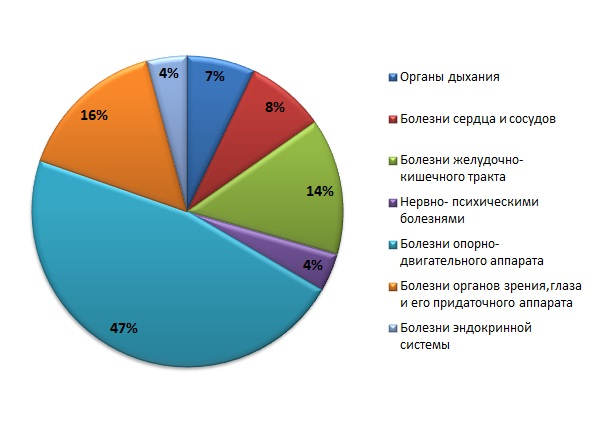 4%
7%
8%
16%
14%
4%
47%
Органы дыхания
Болезни сердца и сосудов
Болезни желудочно-
кишечного тракта
Нервно- психическими
болезнями
Болезни опорно-
двигательного аппарата
Болезни органов зрения,глаза
и его придаточного аппарата
Болезни эндокринной
системы